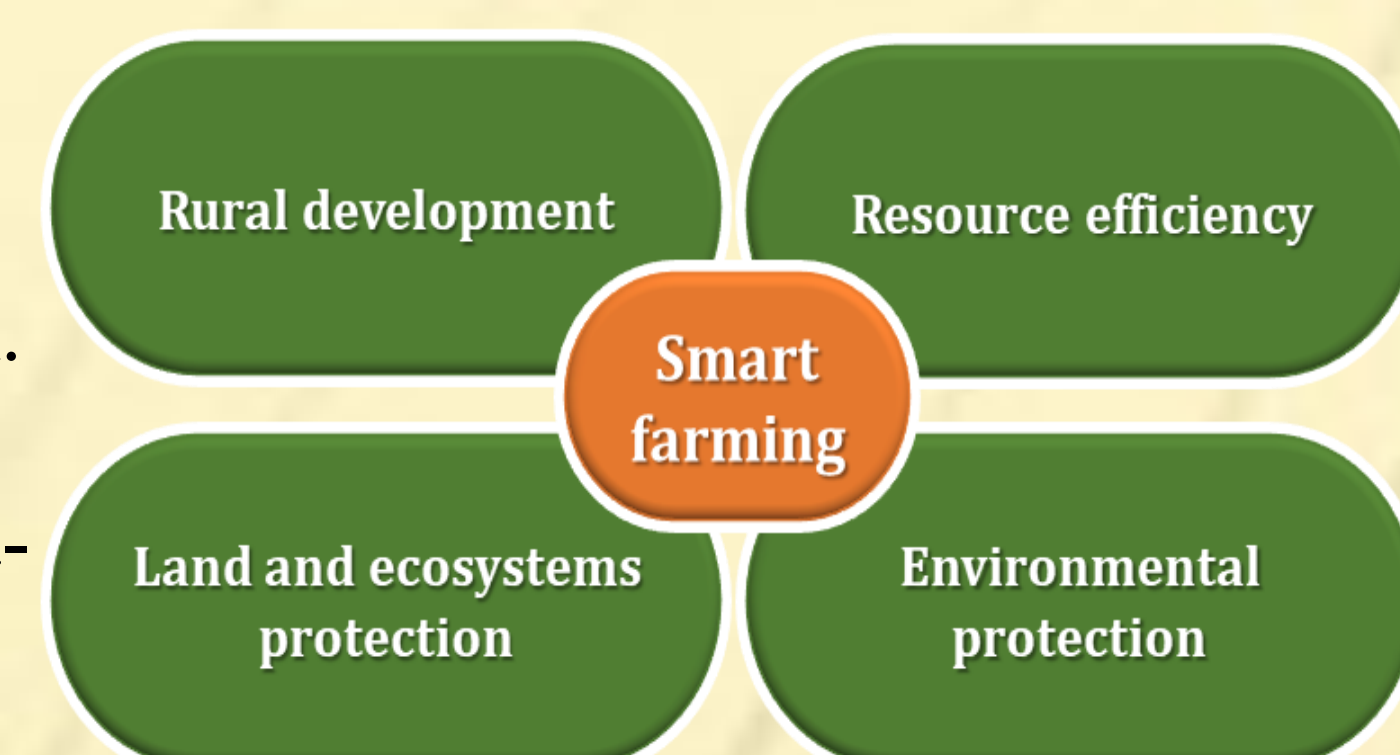 Rural development
Resource efficiency
Smart
farming
Land and ecosystems
protection
Environmental
protection